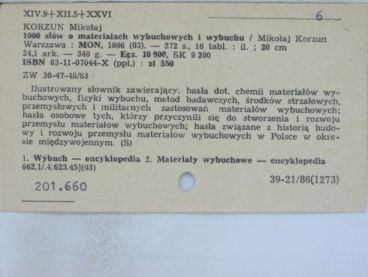 XIV.9+XII.5+XXVI 6
KORZUN Mikołaj
1000 słów o materiałach wybuchowych i wybuchu / Mikołaj Korzun
Warszawa : MON, 1986 (03). — 272 s., 16 tabl. : il. ; 20 cm
24,1 ark. — 340 g. — Egz. 10 900, SK 9 200
ISBN 83-11-07044-X (ppl.) : zł 550
ZW 30-47-48/83
Ilustrowany słownik zawierający: hasła dot. chemii materiałów wy-
buchowych, fizyki wybuchu, metod badawczych, środków strzałowych,
przemysłowych i militarnych zastosowań materiałów wybuchowych;
hasła osobowe tych, którzy przyczynili się do stworzenia i rozwoju
przemysłu materiałów wybuchowych; hasła związane z historią budo-
wy i rozwoju przemysłu materiałów wybuchowych w Polsce w okre-
sie międzywojennym. (S)
1. Wybuch — encyklopedia 2. Materiały wybuchowe — encyklopedia
662.1/.4:623.45](03)
39-21/86(1273)
201.660